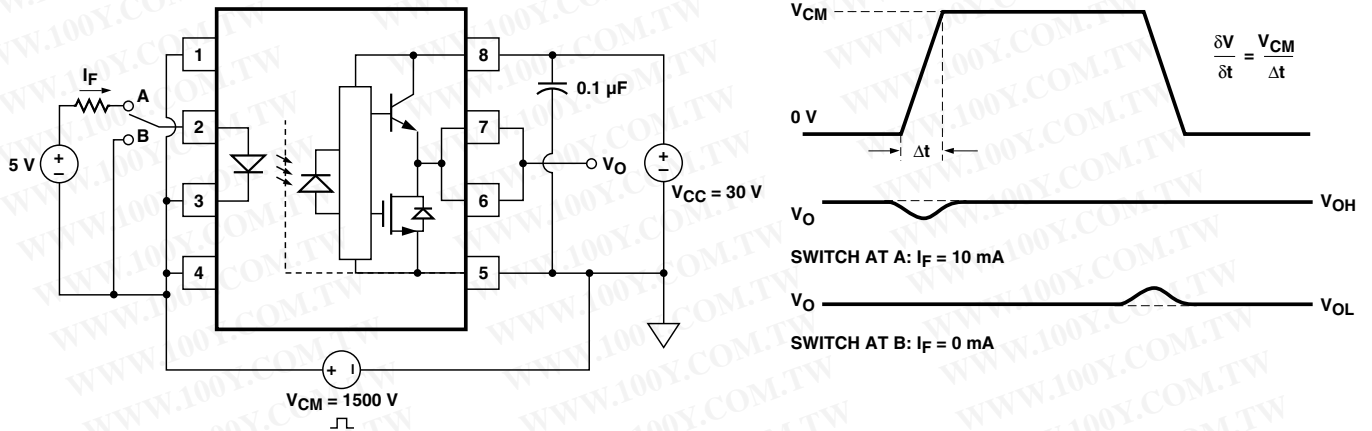 1
2
3
4
8
7
6
5
I_F
A
B
5 V
+
–
0.1 µF
V_O
+
–
V_CC = 30 V
+ –
V_CM = 1500 V
V_CM
0 V
Δt
δV/δt = V_CM/Δt
V_O
V_OH
SWITCH AT A: I_F = 10 mA
V_O
V_OL
SWITCH AT B: I_F = 0 mA
WWW.100Y.COM.TW